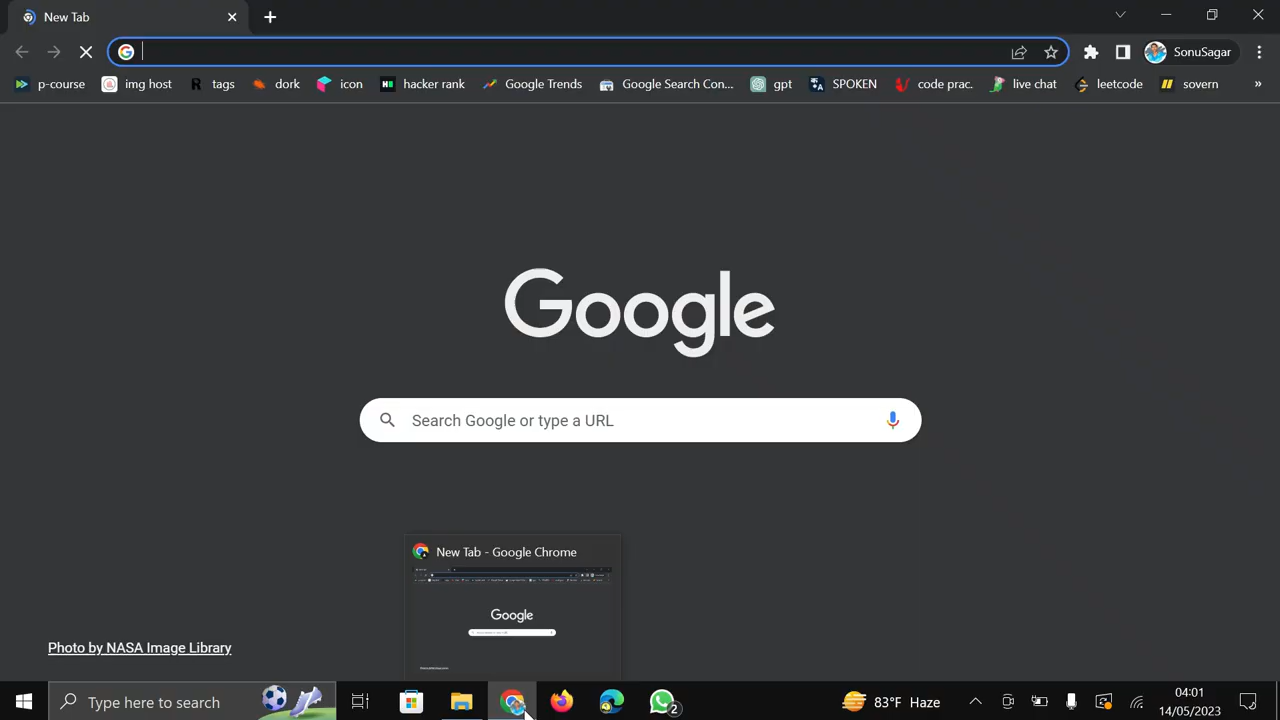 New Tab
SonuSagar
p-course
img host
tags
dork
icon
hacker rank
Google Trends
Google Search Con...
gpt
SPOKEN
code prac.
live chat
leetcode
sovern
»
Google
Search Google or type a URL
New Tab - Google Chrome
Google
Photo by NASA Image Library
Type here to search
2
83°F Haze
04:01
14/05/2023